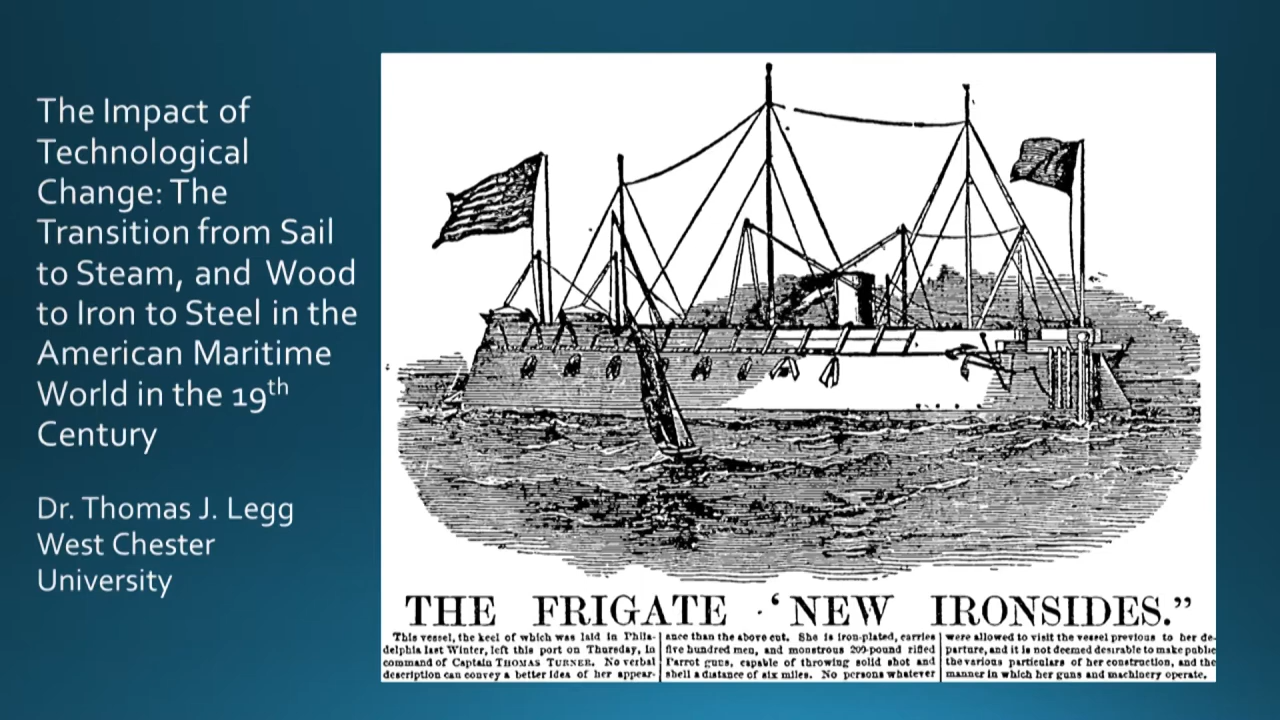 The Impact of
Technological
Change: The
Transition from Sail
to Steam, and Wood
to Iron to Steel in the
American Maritime
World in the 19th
Century
Dr. Thomas J. Legg
West Chester
University
THE FRIGATE ‘NEW IRONSIDES.”
This vessel, the keel of which was laid in Phila-
delphia last Winter, left this port on Thursday, in
command of Captain THOMAS TURNER. No verbal
description can convey a better idea of her appear-
ance than the above cut. She is iron-plated, carries
five hundred men, and monstrous 200-pound rifled
Parrot guns, capable of throwing solid shot and
shell a distance of six miles. No persons whatever
were allowed to visit the vessel previous to her de-
parture, and it is not deemed desirable to make public
the various particulars of her construction, and the
manner in which her guns and machinery operate.